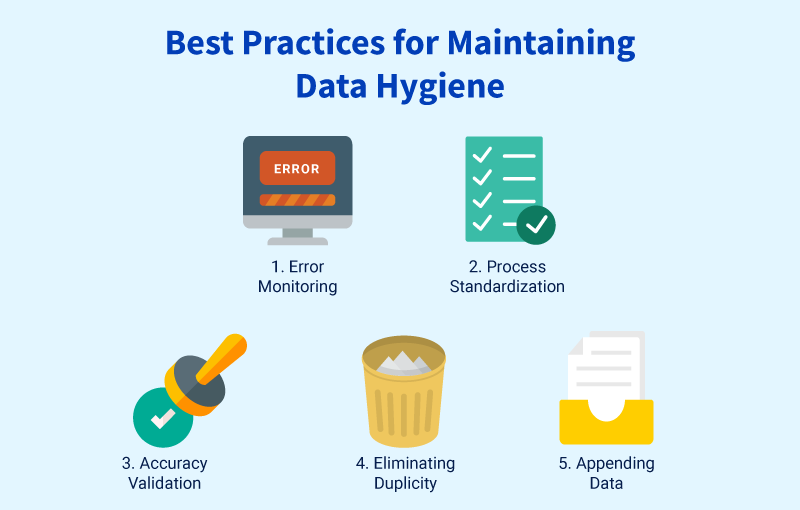 Best Practices for Maintaining
Data Hygiene
ERROR
1. Error
Monitoring
2. Process
Standardization
3. Accuracy
Validation
4. Eliminating
Duplicity
5. Appending
Data